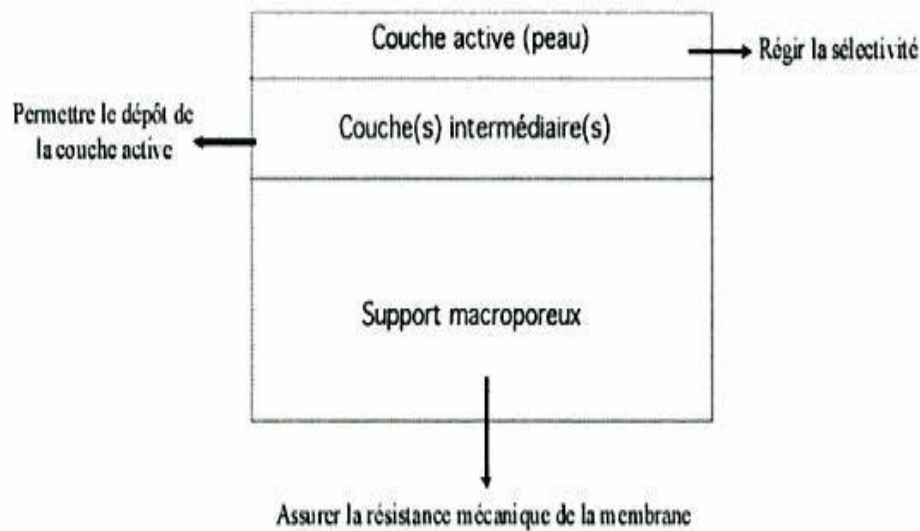 Couche active (peau)
Régir la sélectivité
Permettre le dépôt de
la couche active
Couche(s) intermédiaire(s)
Support macroporeux
Assurer la résistance mécanique de la membrane